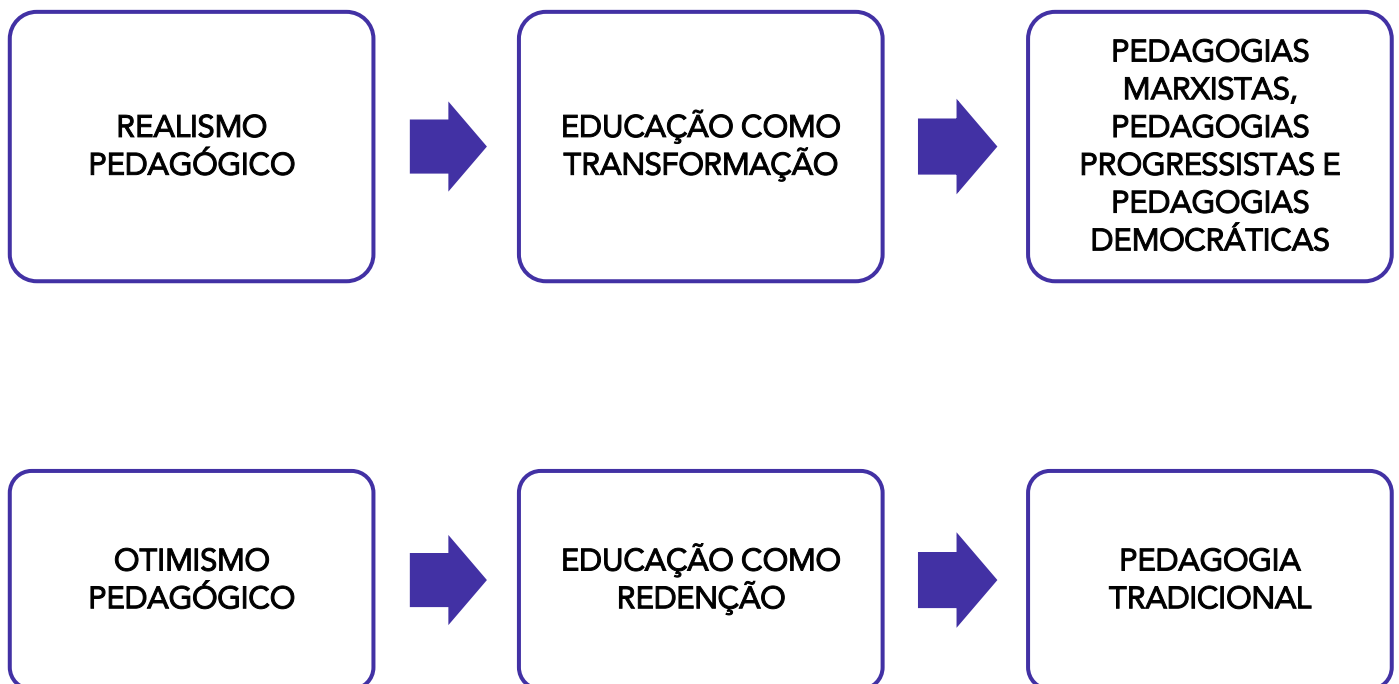 REALISMO
PEDAGÓGICO
EDUCAÇÃO COMO
TRANSFORMAÇÃO
PEDAGOGIAS
MARXISTAS,
PEDAGOGIAS
PROGRESSISTAS E
PEDAGOGIAS
DEMOCRÁTICAS
OTIMISMO
PEDAGÓGICO
EDUCAÇÃO COMO
REDENÇÃO
PEDAGOGIA
TRADICIONAL